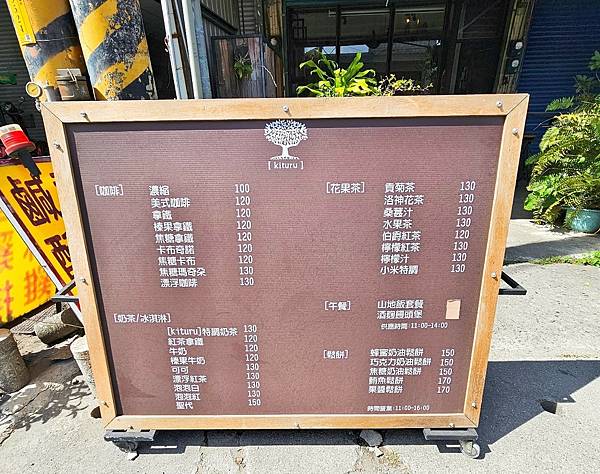 [ kituru ]
[咖啡]
濃縮 100
美式咖啡 120
拿鐵 120
榛果拿鐵 120
焦糖拿鐵 120
卡布奇諾 120
焦糖卡布 120
焦糖瑪奇朵 130
漂浮咖啡 130
[奶茶/冰淇淋]
[kituru]特調奶茶 130
紅茶拿鐵 120
牛奶 120
榛果牛奶 120
可可 130
漂浮紅茶 130
泡泡白 130
泡泡紅 130
聖代 150
[花果茶]
貢菊茶 130
洛神花茶 130
桑葚汁 130
水果茶 130
伯爵紅茶 120
檸檬紅茶 130
檸檬汁 130
小米特調 130
[午餐]
山地飯套餐
酒麴饅頭堡
供應時間:11:00-14:00
[鬆餅]
蜂蜜奶油鬆餅 150
巧克力奶油鬆餅 150
焦糖奶油鬆餅 150
鮪魚鬆餅 170
果醬鬆餅 170
時間營業:11:00-16:00
鹵